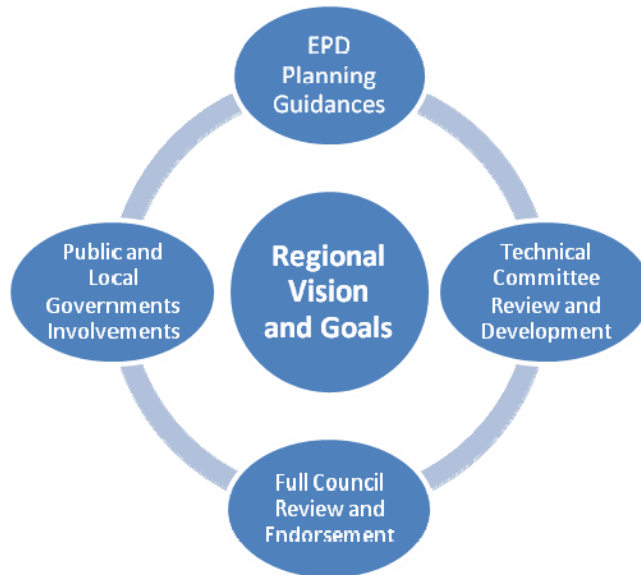 EPD
Planning
Guidances
Public and
Local
Governments
Involvements
Regional
Vision
and Goals
Technical
Committee
Review and
Development
Full Council
Review and
Endorsement